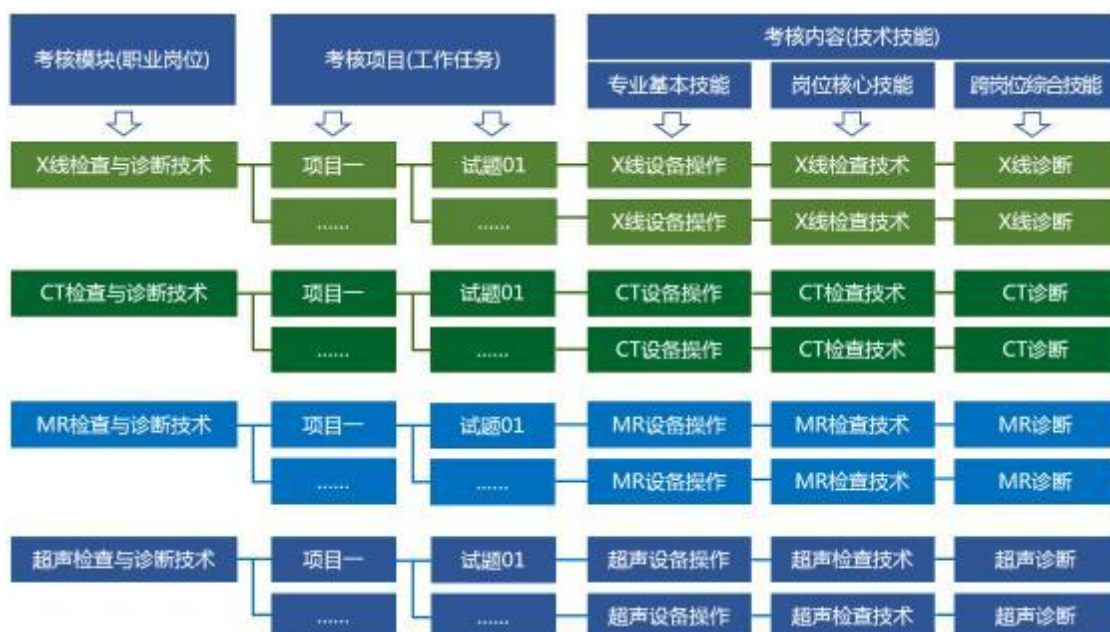 考核模块(职业岗位)
考核项目(工作任务)
考核内容(技术技能)
专业基本技能
岗位核心技能
跨岗位综合技能
X线检查与诊断技术
项目一
试题01
X线设备操作
X线检查技术
X线诊断
......
......
X线设备操作
X线检查技术
X线诊断
CT检查与诊断技术
项目一
试题01
CT设备操作
CT检查技术
CT诊断
......
......
CT设备操作
CT检查技术
CT诊断
MR检查与诊断技术
项目一
试题01
MR设备操作
MR检查技术
MR诊断
......
......
MR设备操作
MR检查技术
MR诊断
超声检查与诊断技术
项目一
试题01
超声设备操作
超声检查技术
超声诊断
......
......
超声设备操作
超声检查技术
超声诊断